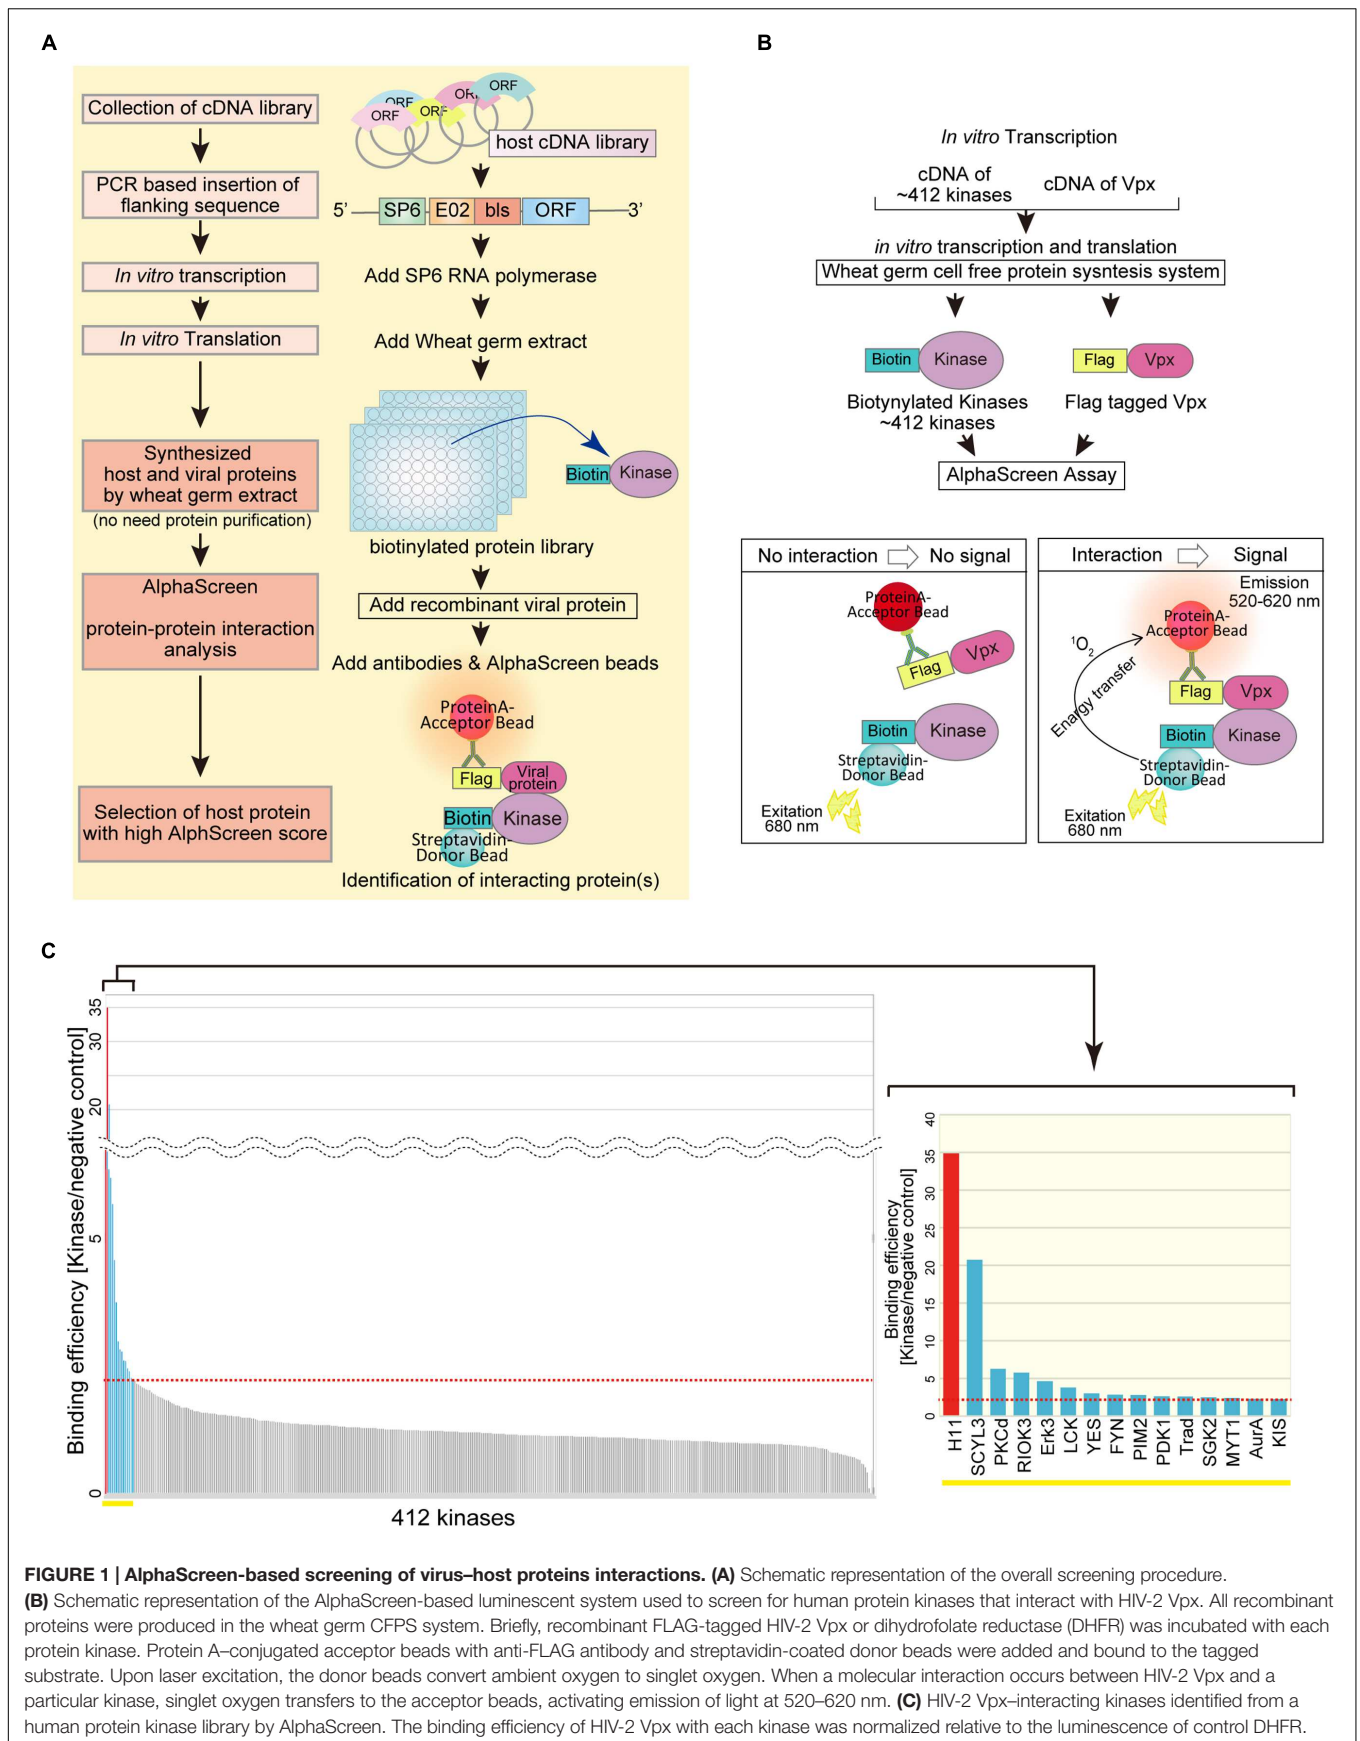 A
Collection of cDNA library
PCR based insertion of
flanking sequence
In vitro transcription
In vitro Translation
Synthesized
host and viral proteins
by wheat germ extract
(no need protein purification)
AlphaScreen
protein-protein interaction
analysis
Selection of host protein
with high AlphScreen score
ORF
ORF
ORF
ORF
ORF
host cDNA library
5’
SP6
E02
bls
ORF
3’
Add SP6 RNA polymerase
Add Wheat germ extract
Biotin
Kinase
biotinylated protein library
Add recombinant viral protein
Add antibodies & AlphaScreen beads
ProteinA-
Acceptor Bead
Flag
Viral
protein
Biotin
Kinase
Streptavidin-
Donor Bead
Identification of interacting protein(s)
B
In vitro Transcription
cDNA of
~412 kinases
cDNA of Vpx
in vitro transcription and translation
Wheat germ cell free protein sysntesis system
Biotin
Kinase
Flag
Vpx
Biotynylated Kinases
~412 kinases
Flag tagged Vpx
AlphaScreen Assay
No interaction
No signal
ProteinA-
Acceptor Bead
Flag
Vpx
Biotin
Kinase
Streptavidin-
Donor Bead
Exitation
680 nm
Interaction
Signal
Emission
520-620 nm
ProteinA-
Acceptor Bead
1O2
Energy transfer
Flag
Vpx
Biotin
Kinase
Streptavidin-
Donor Bead
Exitation
680 nm
C
Binding efficiency [Kinase/negative control]
35
30
20
5
0
412 kinases
Binding efficiency
[Kinase/negative control]
40
35
30
25
20
15
10
5
0
H11
SCYL3
PKCd
RIOK3
Erk3
LCK
YES
FYN
PIM2
PDK1
Trad
SGK2
MYT1
AurA
KIS
FIGURE 1 | AlphaScreen-based screening of virus–host proteins interactions. (A) Schematic representation of the overall screening procedure.
(B) Schematic representation of the AlphaScreen-based luminescent system used to screen for human protein kinases that interact with HIV-2 Vpx. All recombinant
proteins were produced in the wheat germ CFPS system. Briefly, recombinant FLAG-tagged HIV-2 Vpx or dihydrofolate reductase (DHFR) was incubated with each
protein kinase. Protein A–conjugated acceptor beads with anti-FLAG antibody and streptavidin-coated donor beads were added and bound to the tagged
substrate. Upon laser excitation, the donor beads convert ambient oxygen to singlet oxygen. When a molecular interaction occurs between HIV-2 Vpx and a
particular kinase, singlet oxygen transfers to the acceptor beads, activating emission of light at 520–620 nm. (C) HIV-2 Vpx–interacting kinases identified from a
human protein kinase library by AlphaScreen. The binding efficiency of HIV-2 Vpx with each kinase was normalized relative to the luminescence of control DHFR.